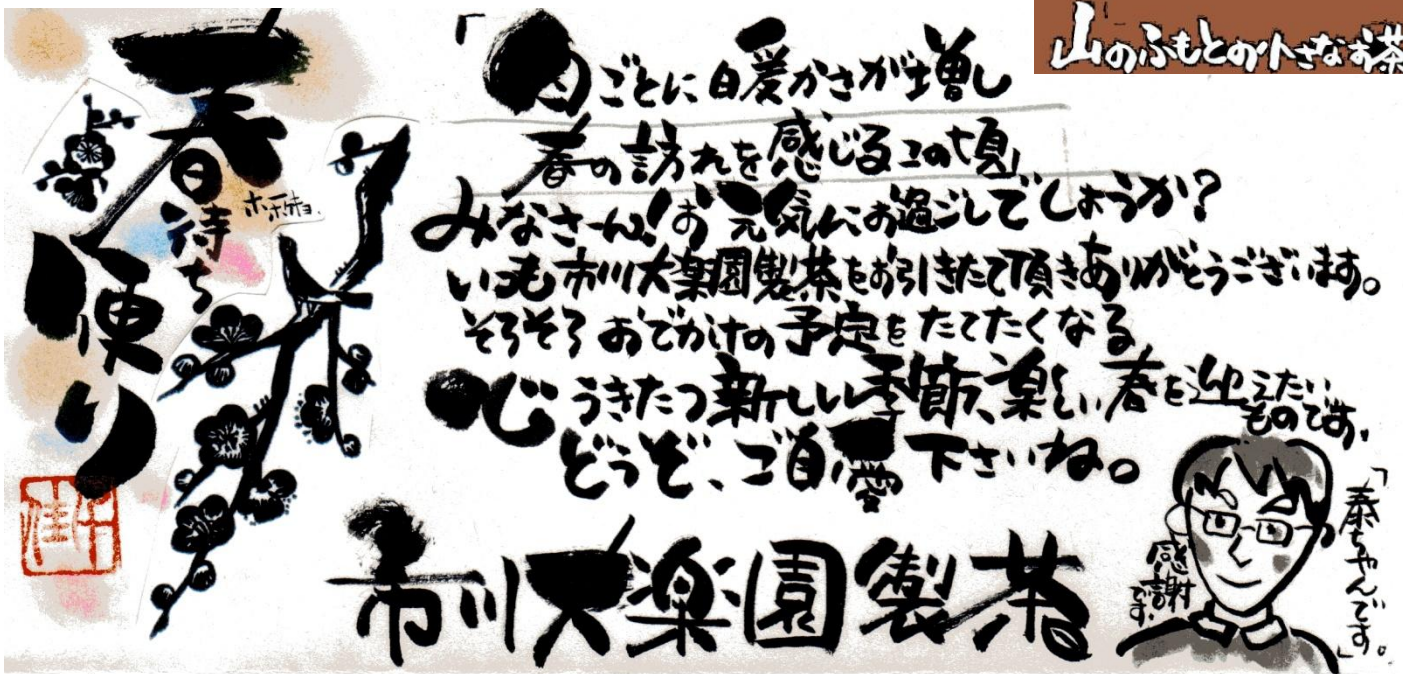 山のふもとの小さなお茶
春待ち便り
「日ごとに暖かさが増し
春の訪れを感じるこの頃」
みなさーん!お元気にお過ごしでしょうか?
いつも市川大楽園製茶をお引きたて頂きありがとうございます。
そろそろおでかけの予定をたてたくなる
心うきたつ新しい季節、楽しい春を迎えたい
ものです。
どうぞ、ご自愛下さいね。
市川大楽園製茶
感謝
です。
「泰ちゃんです。」